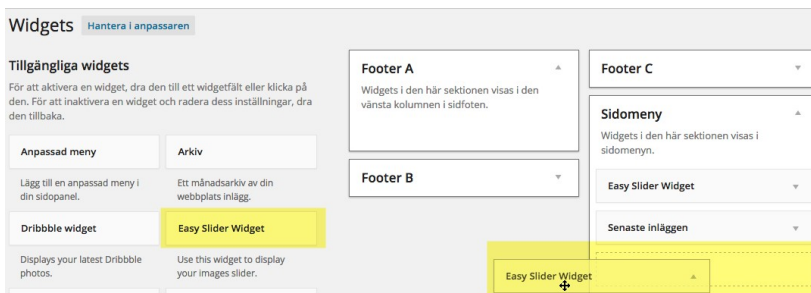 Widgets Hantera i anpassaren
Tillgängliga widgets
För att aktivera en widget, dra den till ett widgetfält eller klicka på
den. För att inaktivera en widget och radera dess inställningar, dra
den tillbaka.
Anpassad meny
Arkiv
Lägg till en anpassad meny i
din sidopanel.
Ett månadsarkiv av din
webbplats inlägg.
Dribbble widget
Easy Slider Widget
Displays your latest Dribbble
photos.
Use this widget to display
your images slider.
Footer A
Widgets i den här sektionen visas i den
vänsta kolumnen i sidfoten.
Footer B
Footer C
Sidomeny
Widgets i den här sektionen visas i
sidomenyn.
Easy Slider Widget
Senaste inläggen
Easy Slider Widget